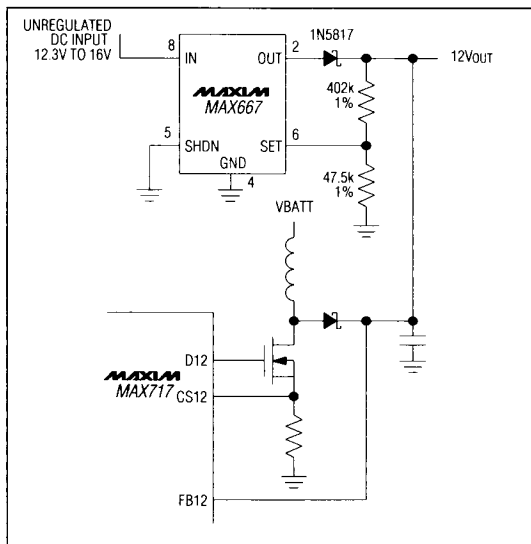 UNREGULATED
DC INPUT
12.3V TO 16V
8
IN
OUT
2
1N5817
12VOUT
MAXIM
MAX667
402k
1%
5
SHDN
SET
6
GND
4
47.5k
1%
VBATT
D12
MAXIM
MAX717
CS12
FB12